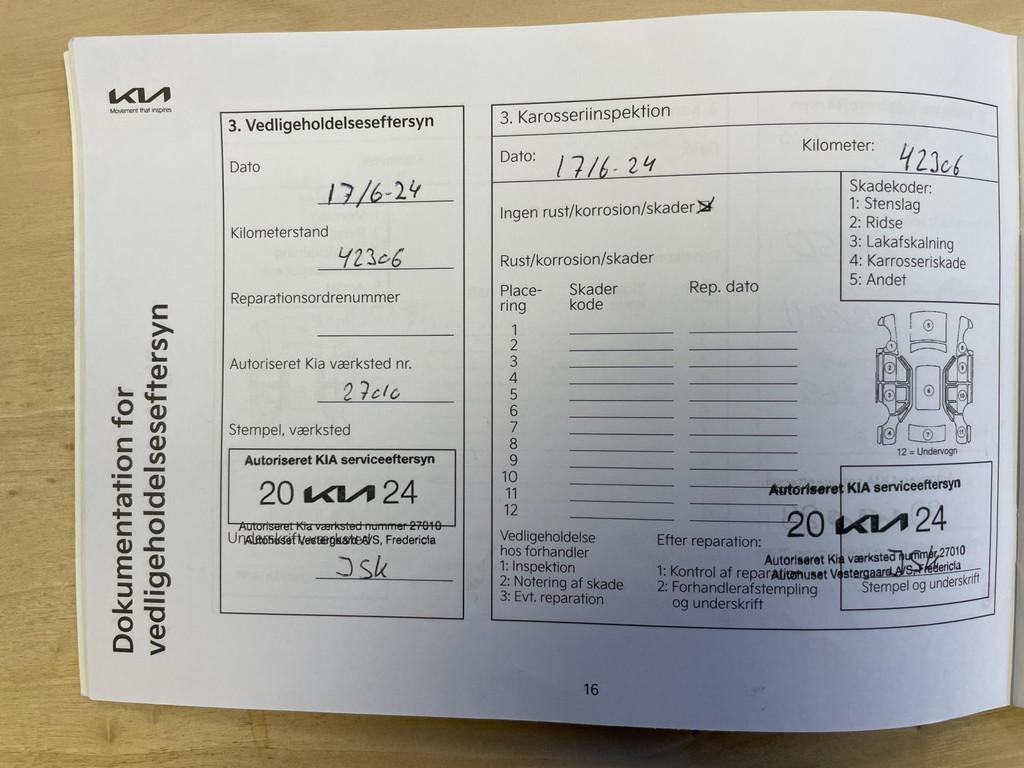 KIA
Movement that inspires
Dokumentation for
vedligeholdelseseftersyn
3. Vedligeholdelseseftersyn
Dato
17/6-24
Kilometerstand
42306
Reparationsordrenummer
Autoriseret Kia værksted nr.
27010
Stempel, værksted
Autoriseret KIA serviceeftersyn
20 KIA 24
Autoriseret Kia værksted nummer 27010
Autohuset Vestergaard A/S, Fredericia
Underskrift, værksted
JSK
3. Karosseriinspektion
Dato: 17/6-24 Kilometer: 42306
Ingen rust/korrosion/skader
Rust/korrosion/skader
Skadekoder:
1: Stenslag
2: Ridse
3: Lakafskalning
4: Karrosseriskade
5: Andet
Place-
ring
Skader
kode
Rep. dato
1
2
3
4
5
6
7
8
9
10
11
12
12 = Undervogn
Vedligeholdelse
hos forhandler
1: Inspektion
2: Notering af skade
3: Evt. reparation
Efter reparation:
1: Kontrol af reparation
2: Forhandlerafstempling
og underskrift
Autoriseret KIA serviceeftersyn
20 KIA 24
Autoriseret Kia værksted nummer 27010
Autohuset Vestergaard A/S, Fredericia
Stempel og underskrift
16